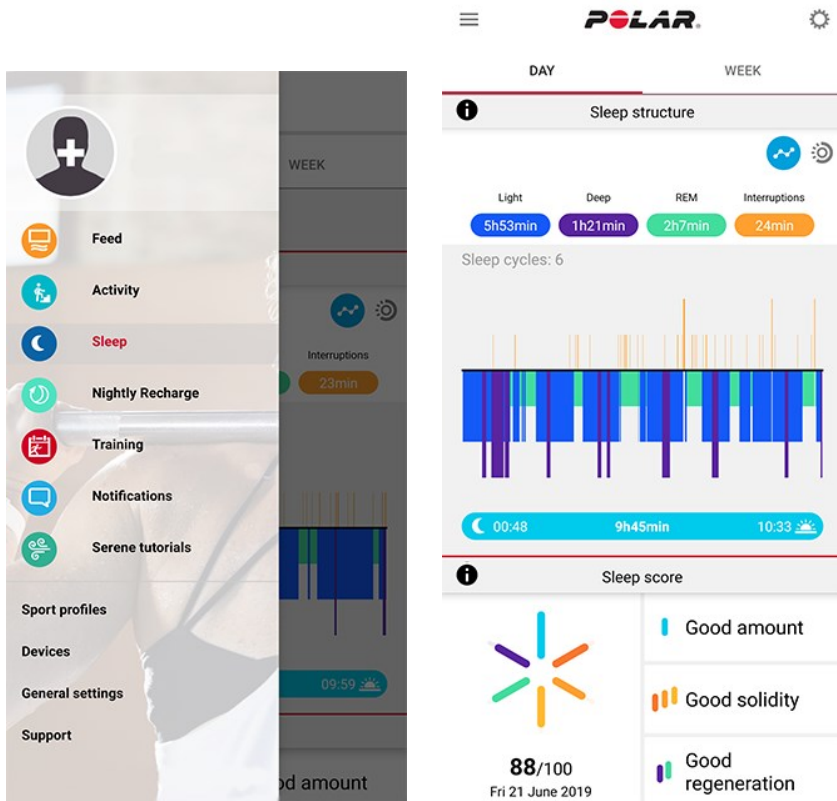 WEEK
Feed
Activity
Sleep
Interruptions
Nightly Recharge
23min
Training
Notifications
Serene tutorials
Sport profiles
Devices
General settings
09:59
Support
od amount
POLAR.
DAY WEEK
Sleep structure
Light Deep REM Interruptions
5h53min 1h21min 2h7min 24min
Sleep cycles: 6
00:48 9h45min 10:33
Sleep score
Good amount
Good solidity
88/100
Fri 21 June 2019
Good
regeneration